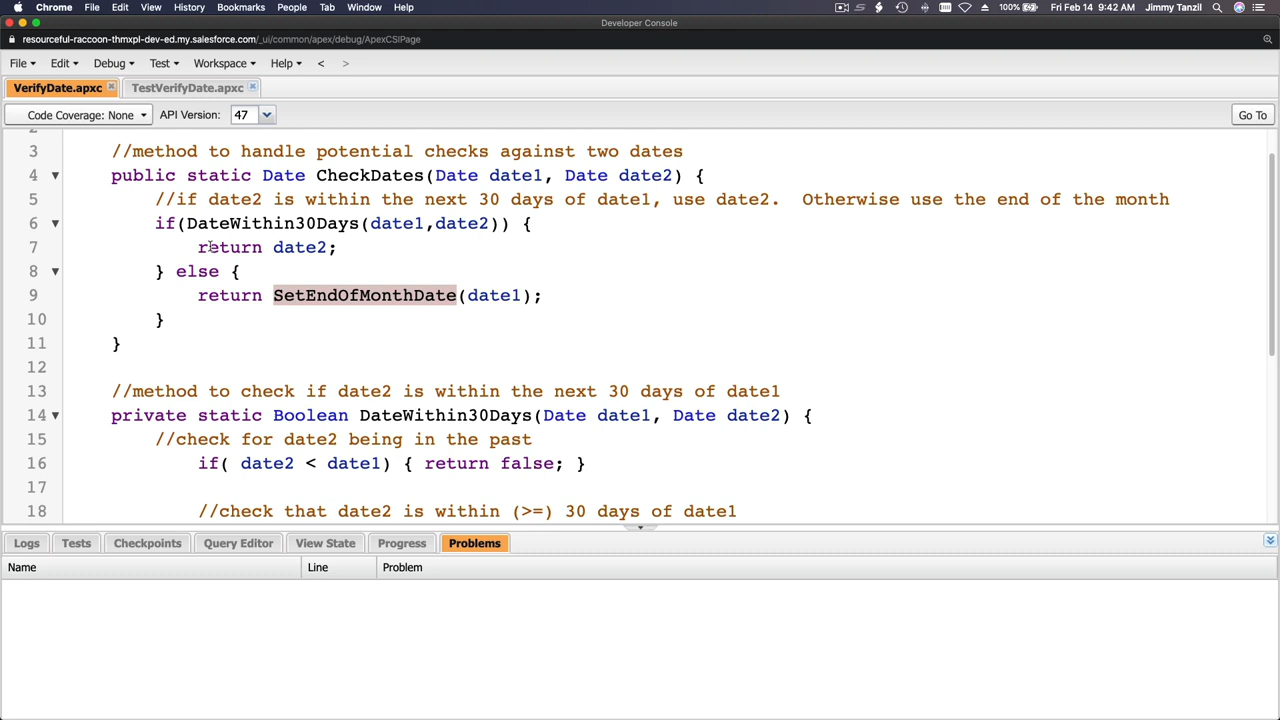 Chrome File Edit View History Bookmarks People Tab Window Help 100% Fri Feb 14 9:42 AM Jimmy Tanzil
Developer Console
resourceful-raccoon-thmxpl-dev-ed.my.salesforce.com/_ui/common/apex/debug/ApexCSIPage
File Edit Debug Test Workspace Help < >
VerifyDate.apxc TestVerifyDate.apxc
Code Coverage: None API Version: 47 Go To
3 //method to handle potential checks against two dates
4 public static Date CheckDates(Date date1, Date date2) {
5 //if date2 is within the next 30 days of date1, use date2.  Otherwise use the end of the month
6 if(DateWithin30Days(date1,date2)) {
7 return date2;
8 } else {
9 return SetEndOfMonthDate(date1);
10 }
11 }
12
13 //method to check if date2 is within the next 30 days of date1
14 private static Boolean DateWithin30Days(Date date1, Date date2) {
15 //check for date2 being in the past
16 if( date2 < date1) { return false; }
17
18 //check that date2 is within (>=) 30 days of date1
Logs Tests Checkpoints Query Editor View State Progress Problems
Name Line Problem